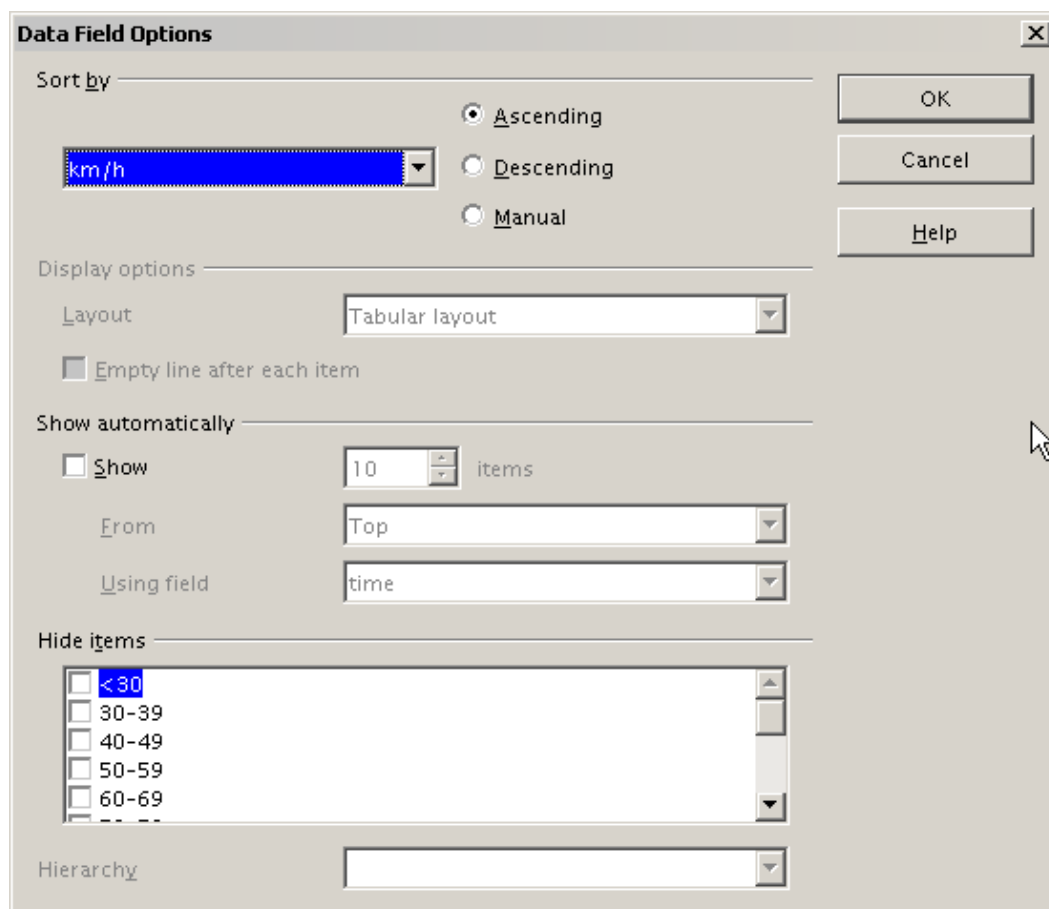 Data Field Options
Sort by
OK
Ascending
km/h
Descending
Cancel
Manual
Help
Display options
Layout
Tabular layout
Empty line after each item
Show automatically
Show
10
items
From
Top
Using field
time
Hide items
<30
30-39
40-49
50-59
60-69
Hierarchy